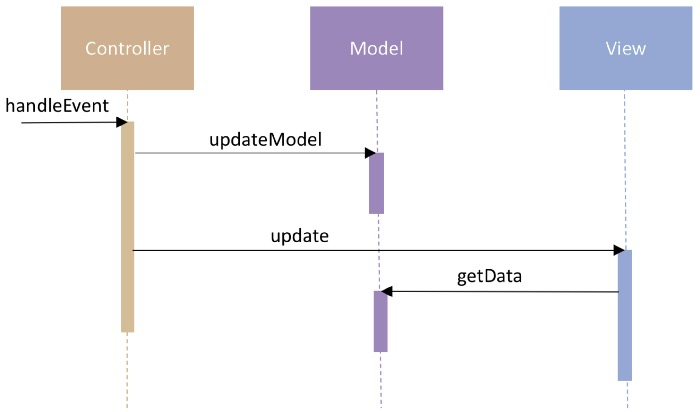 Controller
Model
View
handleEvent
updateModel
update
getData